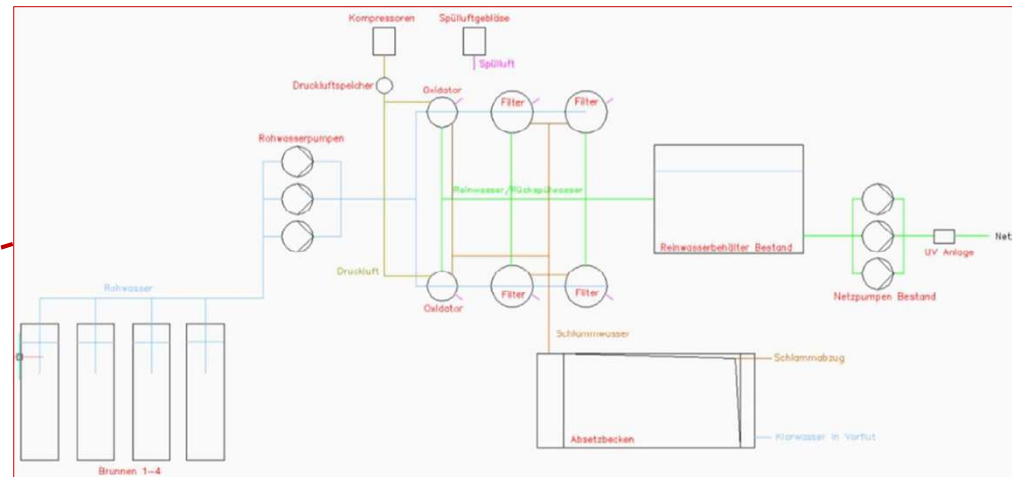 Kompressoren
Spülluftgebläse
Spülluft
Druckluftspeicher
Oxidator
Filter
Filter
Rohwasserpumpen
Reinwasser/Rückspülwasser
Reinwasserbehälter Bestand
UV Anlage
Net
Netzpumpen Bestand
Druckluft
Rohwasser
Filter
Filter
Oxidator
Schlammwasser
Schlammabzug
Absetzbecken
Klarwasser in Vorflut
Brunnen 1-4